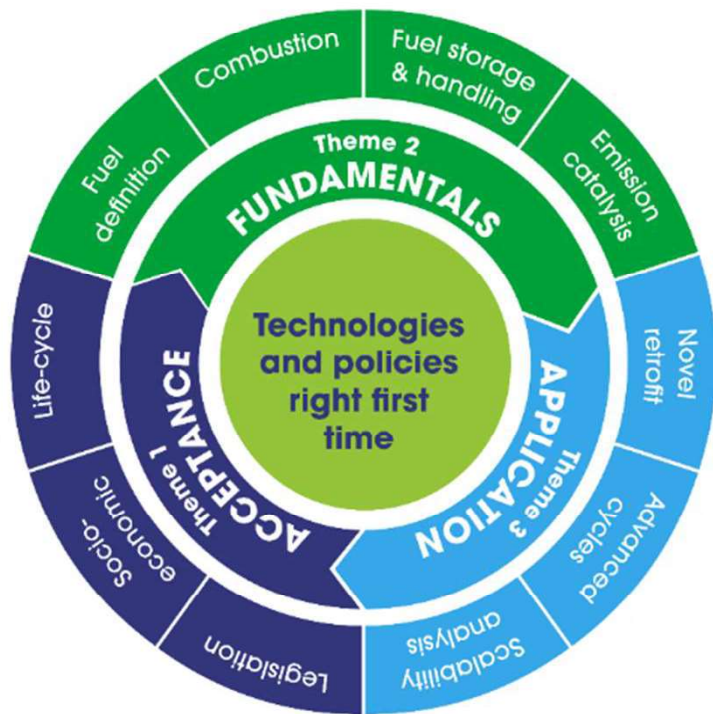 Technologies
and policies
right first
time
Theme 1
ACCEPTANCE
Theme 2
FUNDAMENTALS
Theme 3
APPLICATION
Life-cycle
Socio-
economic
Legislation
Fuel
definition
Combustion
Fuel storage
& handling
Emission
catalysis
Novel
retrofit
Advanced
cycles
Scalability
analysis